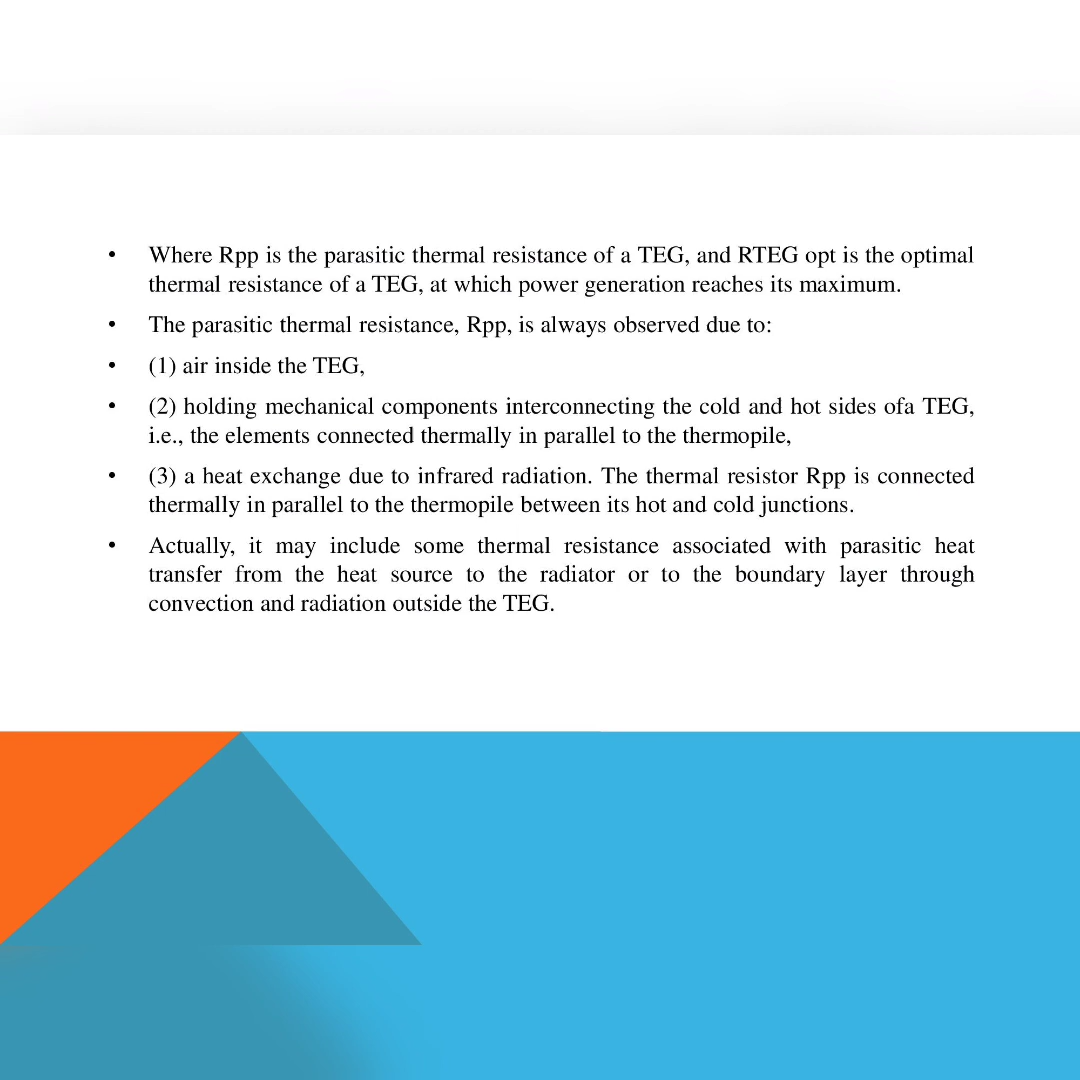 • Where Rpp is the parasitic thermal resistance of a TEG, and RTEG opt is the optimal
thermal resistance of a TEG, at which power generation reaches its maximum.
• The parasitic thermal resistance, Rpp, is always observed due to:
• (1) air inside the TEG,
• (2) holding mechanical components interconnecting the cold and hot sides ofa TEG,
i.e., the elements connected thermally in parallel to the thermopile,
• (3) a heat exchange due to infrared radiation. The thermal resistor Rpp is connected
thermally in parallel to the thermopile between its hot and cold junctions.
• Actually, it may include some thermal resistance associated with parasitic heat
transfer from the heat source to the radiator or to the boundary layer through
convection and radiation outside the TEG.